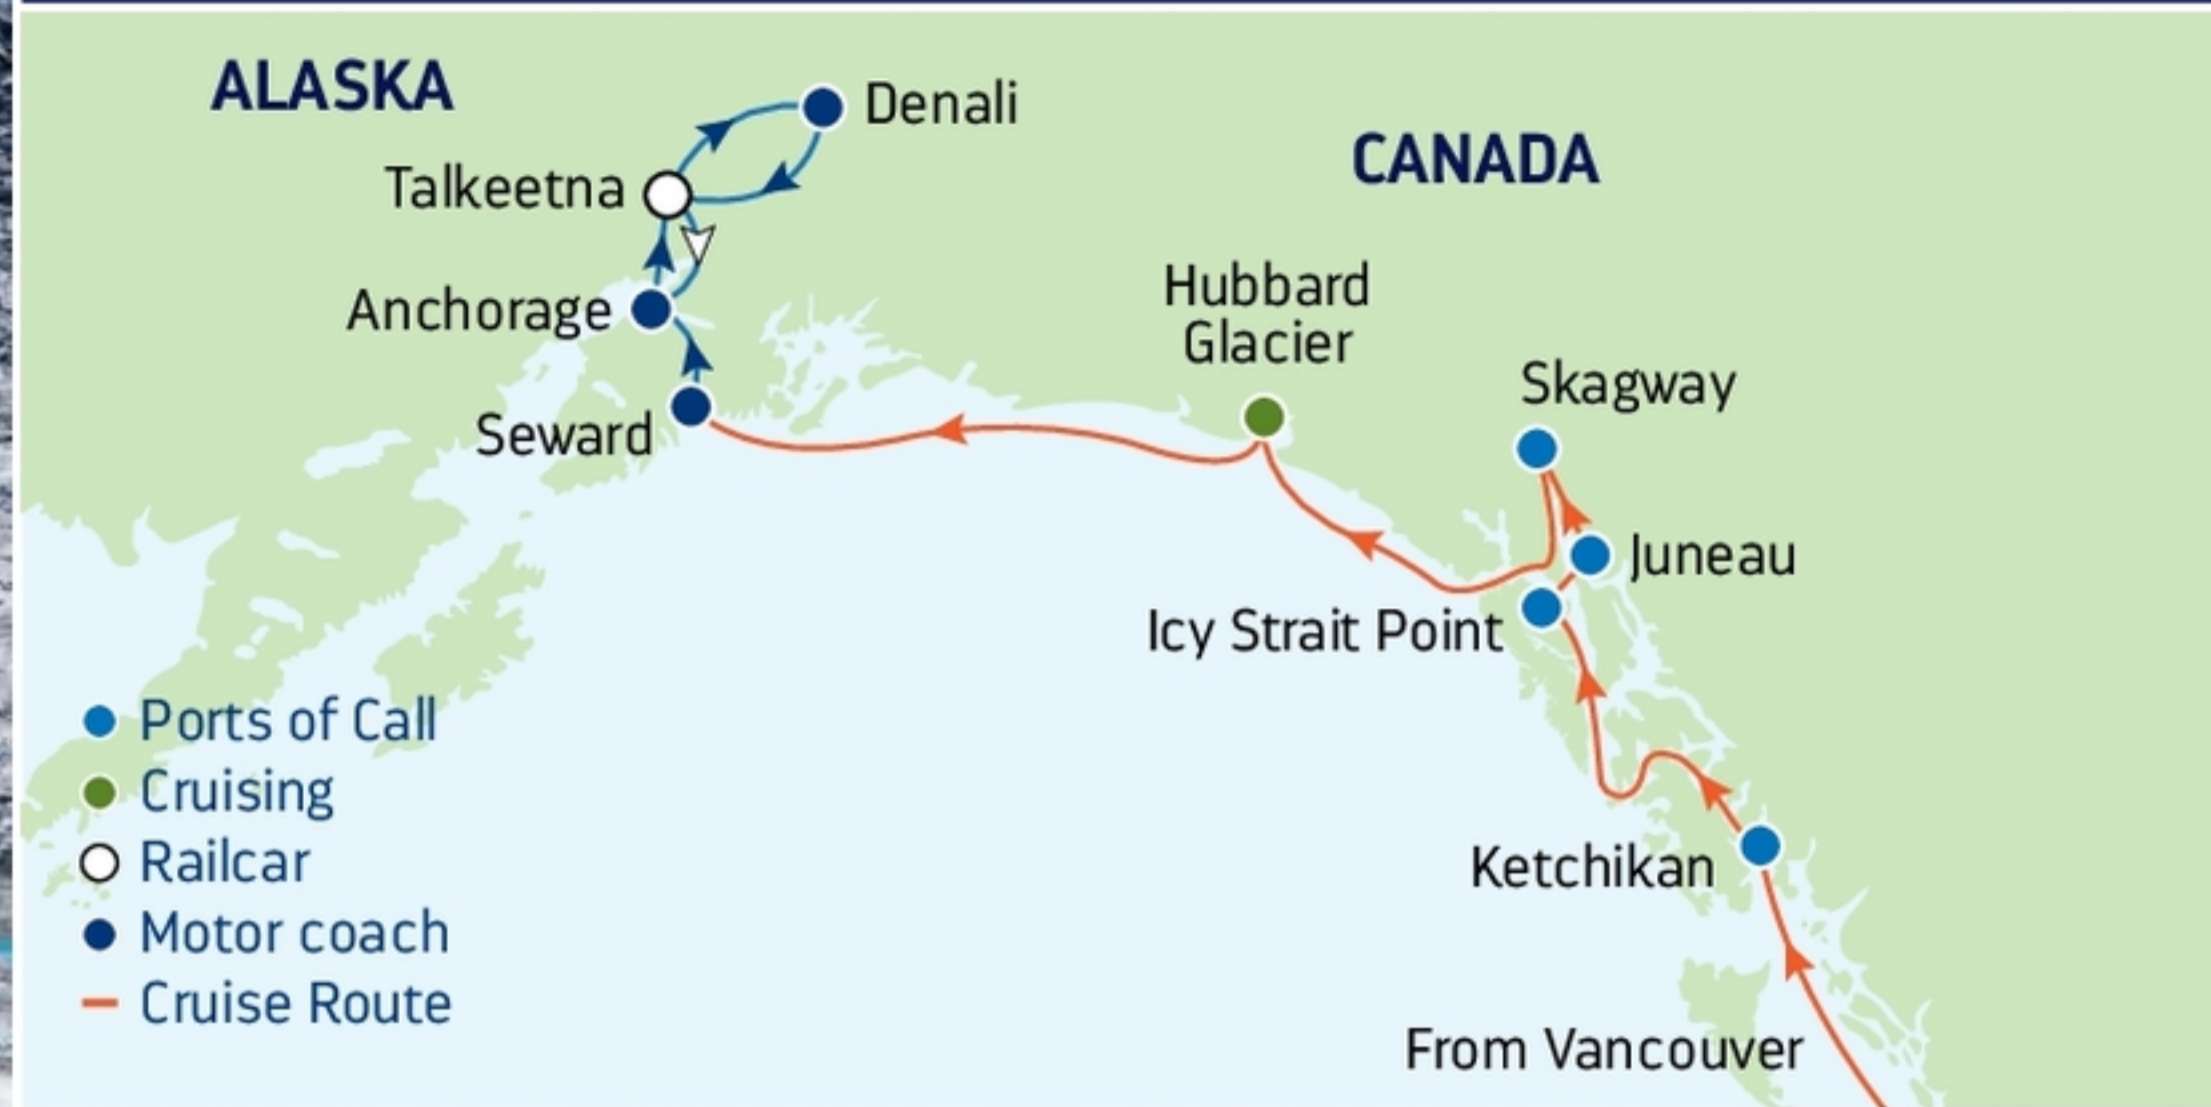 ALASKA
Denali
CANADA
Talkeetna
Anchorage
Hubbard
Glacier
Skagway
Seward
Juneau
Icy Strait Point
Ketchikan
From Vancouver
Ports of Call
Cruising
Railcar
Motor coach
Cruise Route